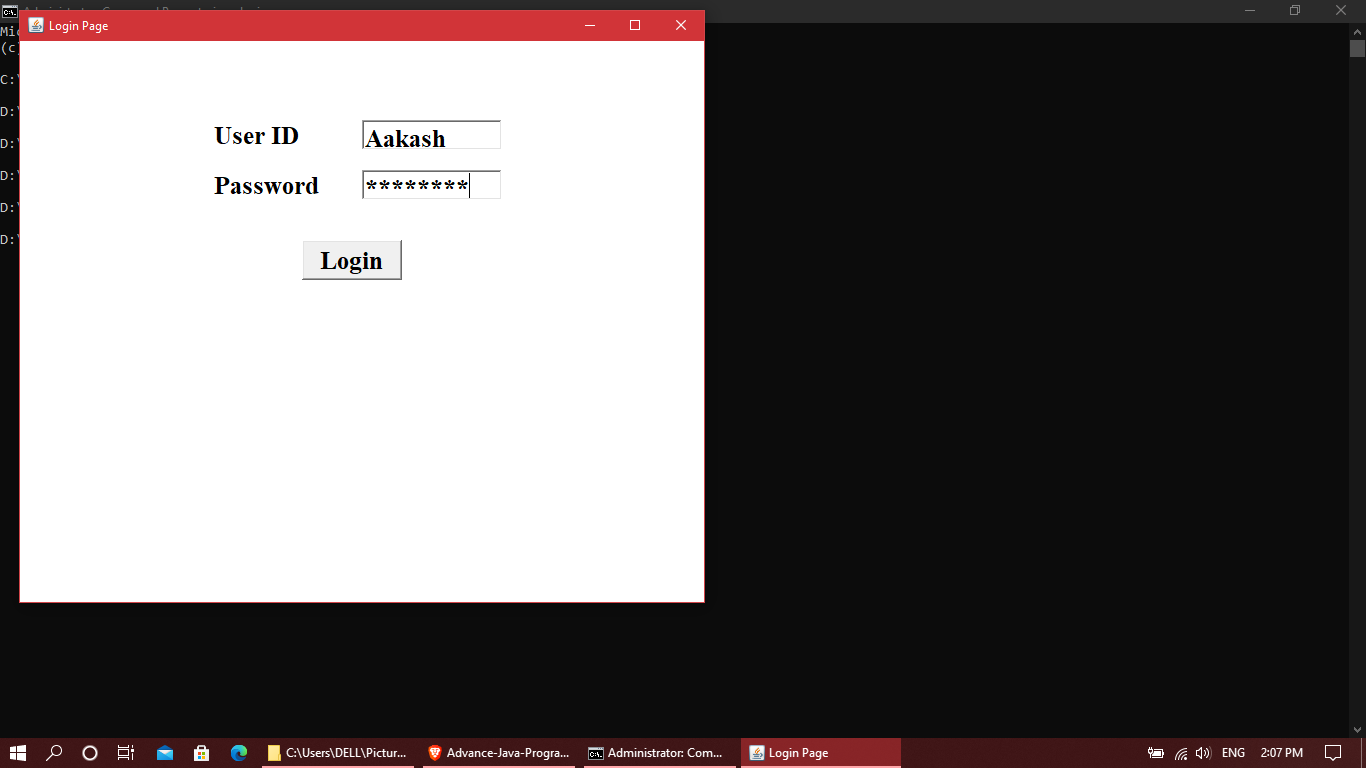 Login Page
Mic
(c)
C:\
D:\
D:\
D:\
D:\
D:\
User ID
Aakash
Password
********
Login
C:\Users\DELL\Pictur...
Advance-Java-Progra...
Administrator: Com...
Login Page
ENG
2:07 PM